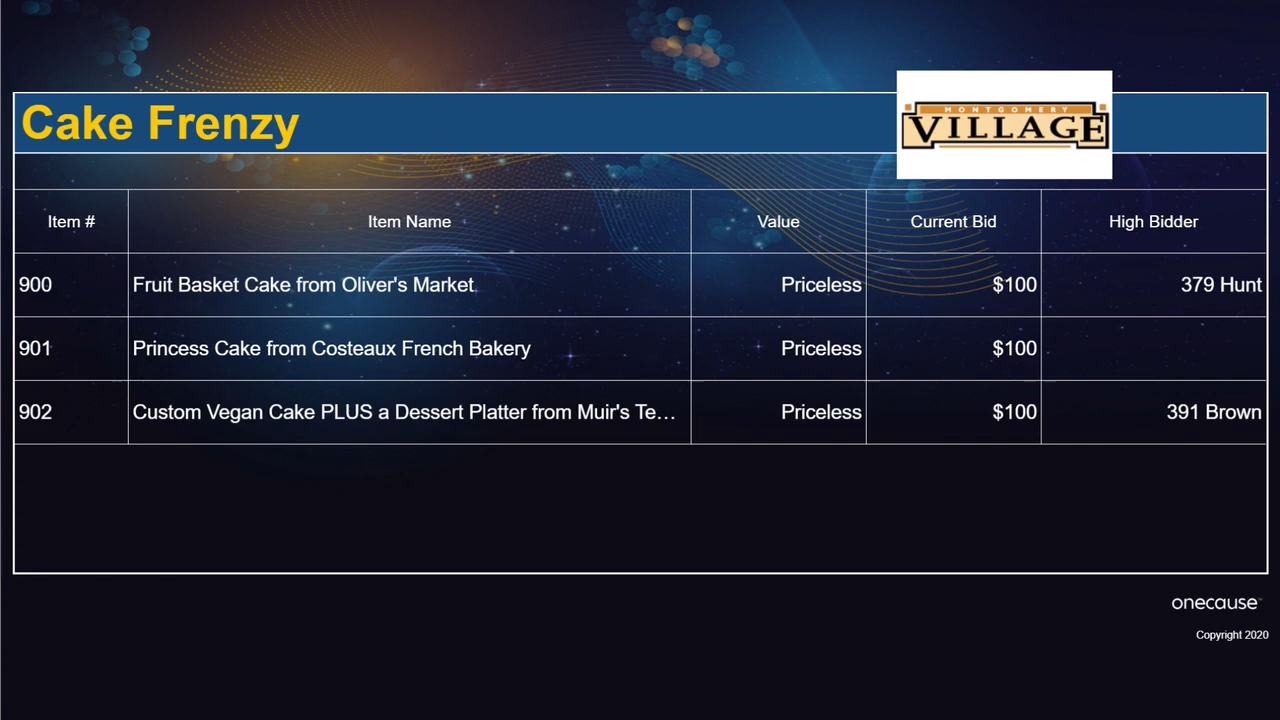 Cake Frenzy
MONTGOMERY
VILLAGE
Item # Item Name Value Current Bid High Bidder
900 Fruit Basket Cake from Oliver's Market Priceless $100 379 Hunt
901 Princess Cake from Costeaux French Bakery Priceless $100
902 Custom Vegan Cake PLUS a Dessert Platter from Muir's Te… Priceless $100 391 Brown
onecause™
Copyright 2020